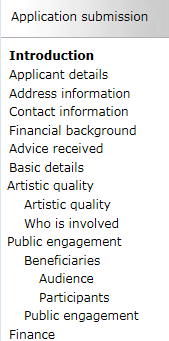 Application submission
Introduction
Applicant details
Address information
Contact information
Financial background
Advice received
Basic details
Artistic quality
Artistic quality
Who is involved
Public engagement
Beneficiaries
Audience
Participants
Public engagement
Finance